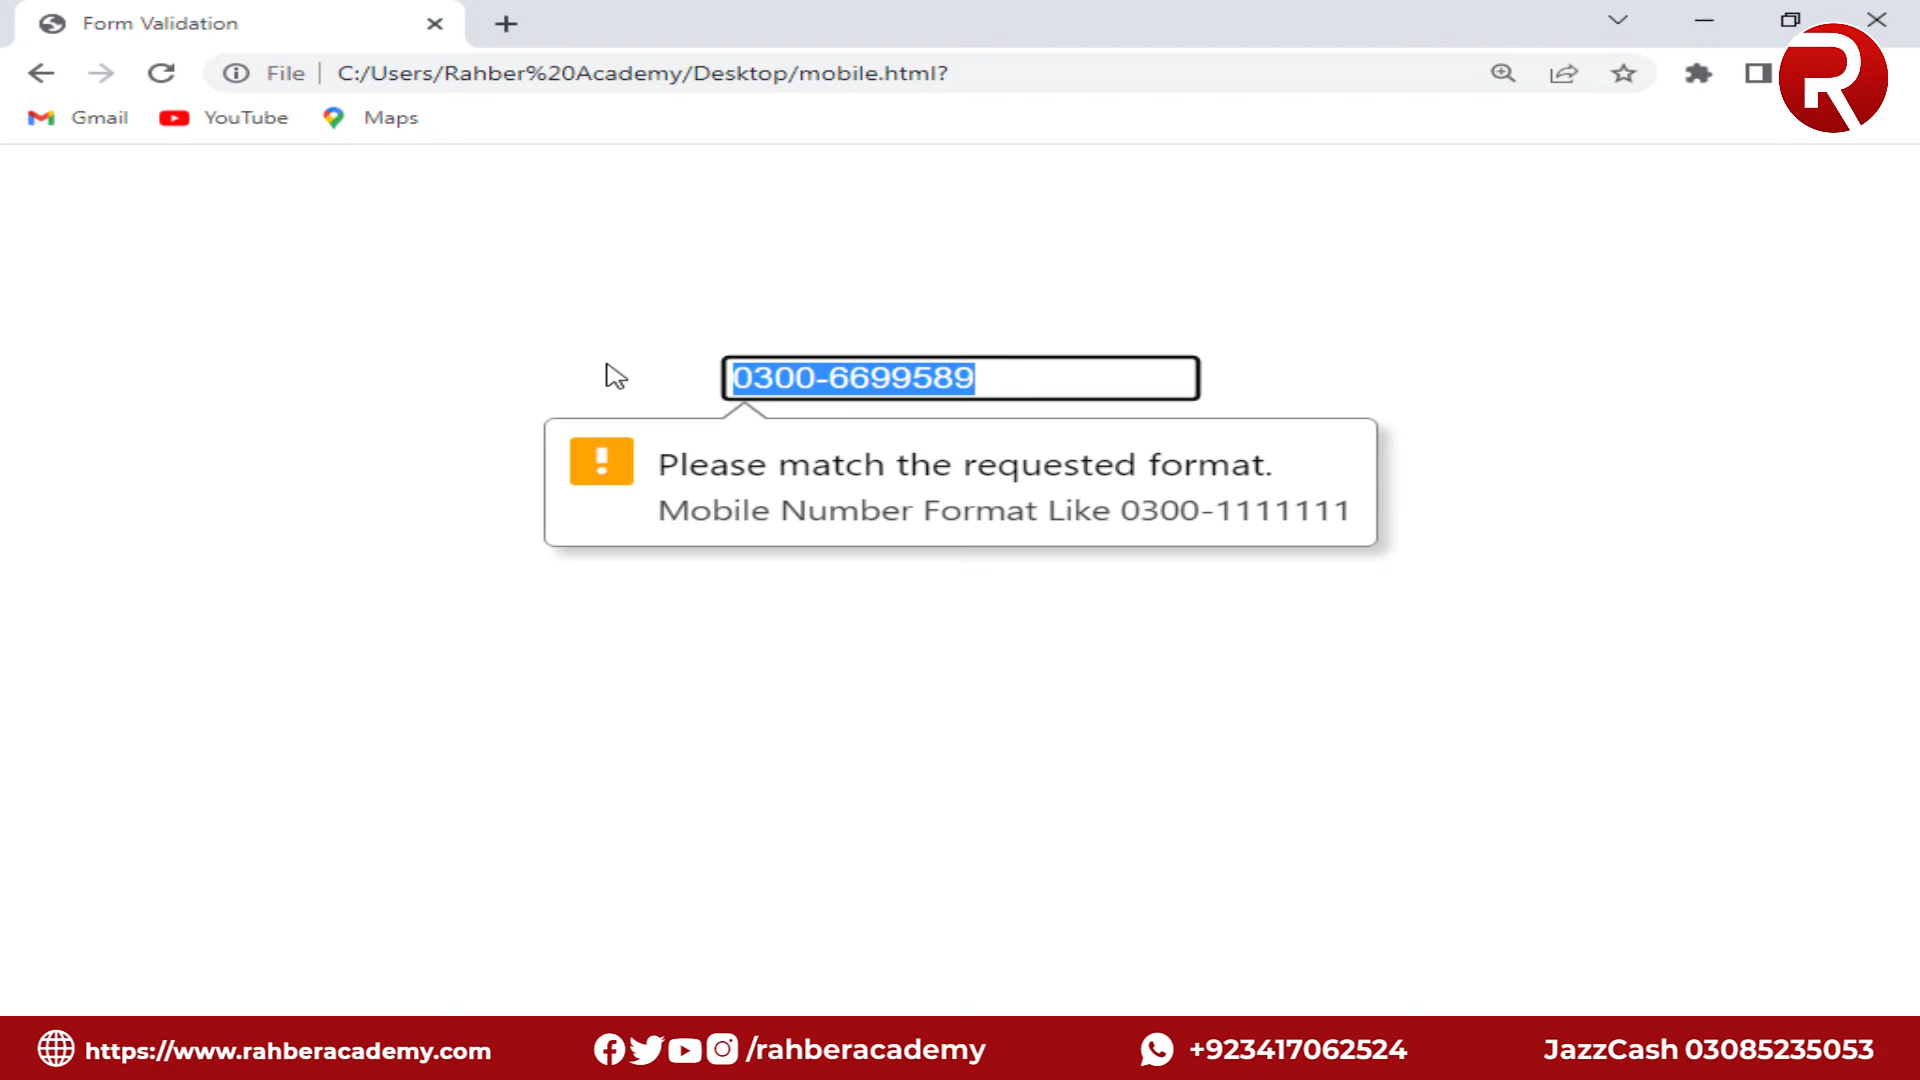 Form Validation
File C:/Users/Rahber%20Academy/Desktop/mobile.html?
Gmail YouTube Maps
R
0300-6699589
Please match the requested format.
Mobile Number Format Like 0300-1111111
https://www.rahberacademy.com /rahberacademy +923417062524 JazzCash 03085235053